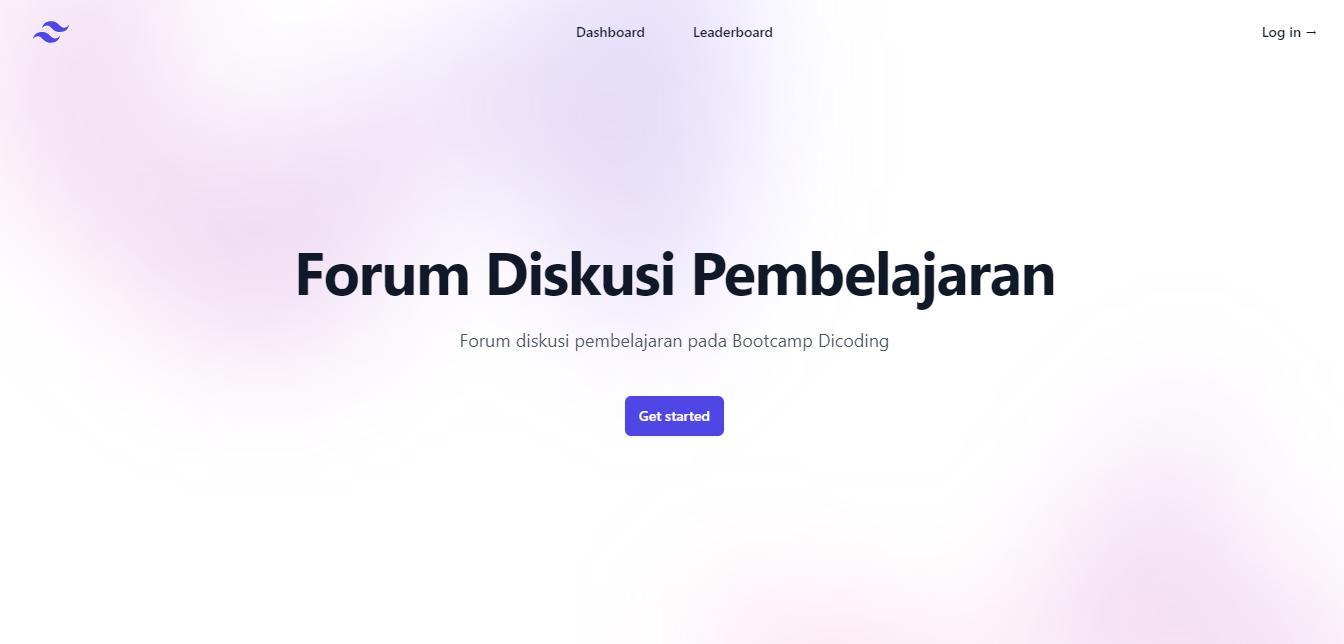 Dashboard Leaderboard Log in →
Forum Diskusi Pembelajaran
Forum diskusi pembelajaran pada Bootcamp Dicoding
Get started